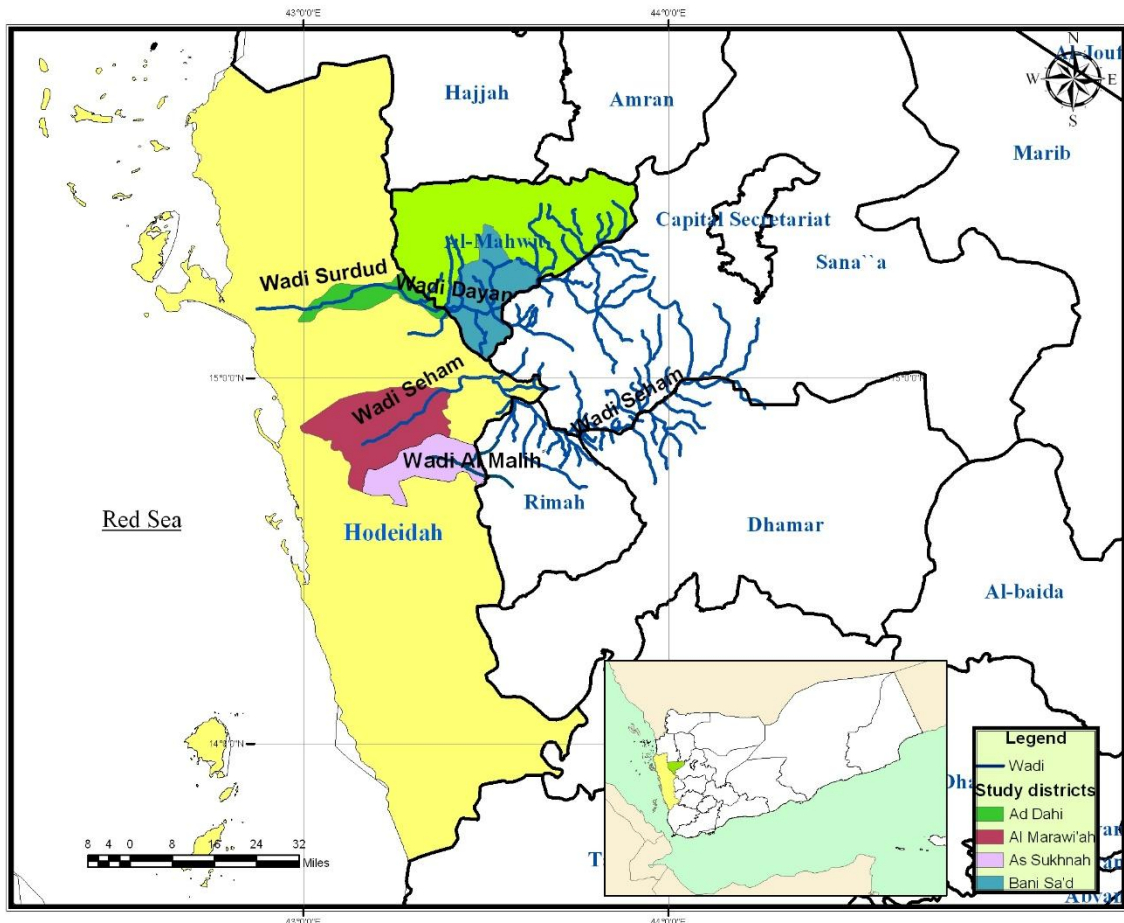 43°0'0"E
44°0'0"E
Al-Jouf
N
W
E
S
Hajjah
Amran
Marib
Capital Secretariat
Al-Mahwit
Sana``a
Wadi Surdud
Wadi Dayan
15°0'0"N
15°0'0"N
Wadi Seham
Wadi Seham
Wadi Al Malih
Rimah
Red Sea
Hodeidah
Dhamar
Al-baida
14°0'0"N
Legend
Wadi
Study districts
Ad Dahi
Al Marawi'ah
As Sukhnah
Bani Sa'd
8 4 0 8 16 24 32
Miles
43°0'0"E
44°0'0"E